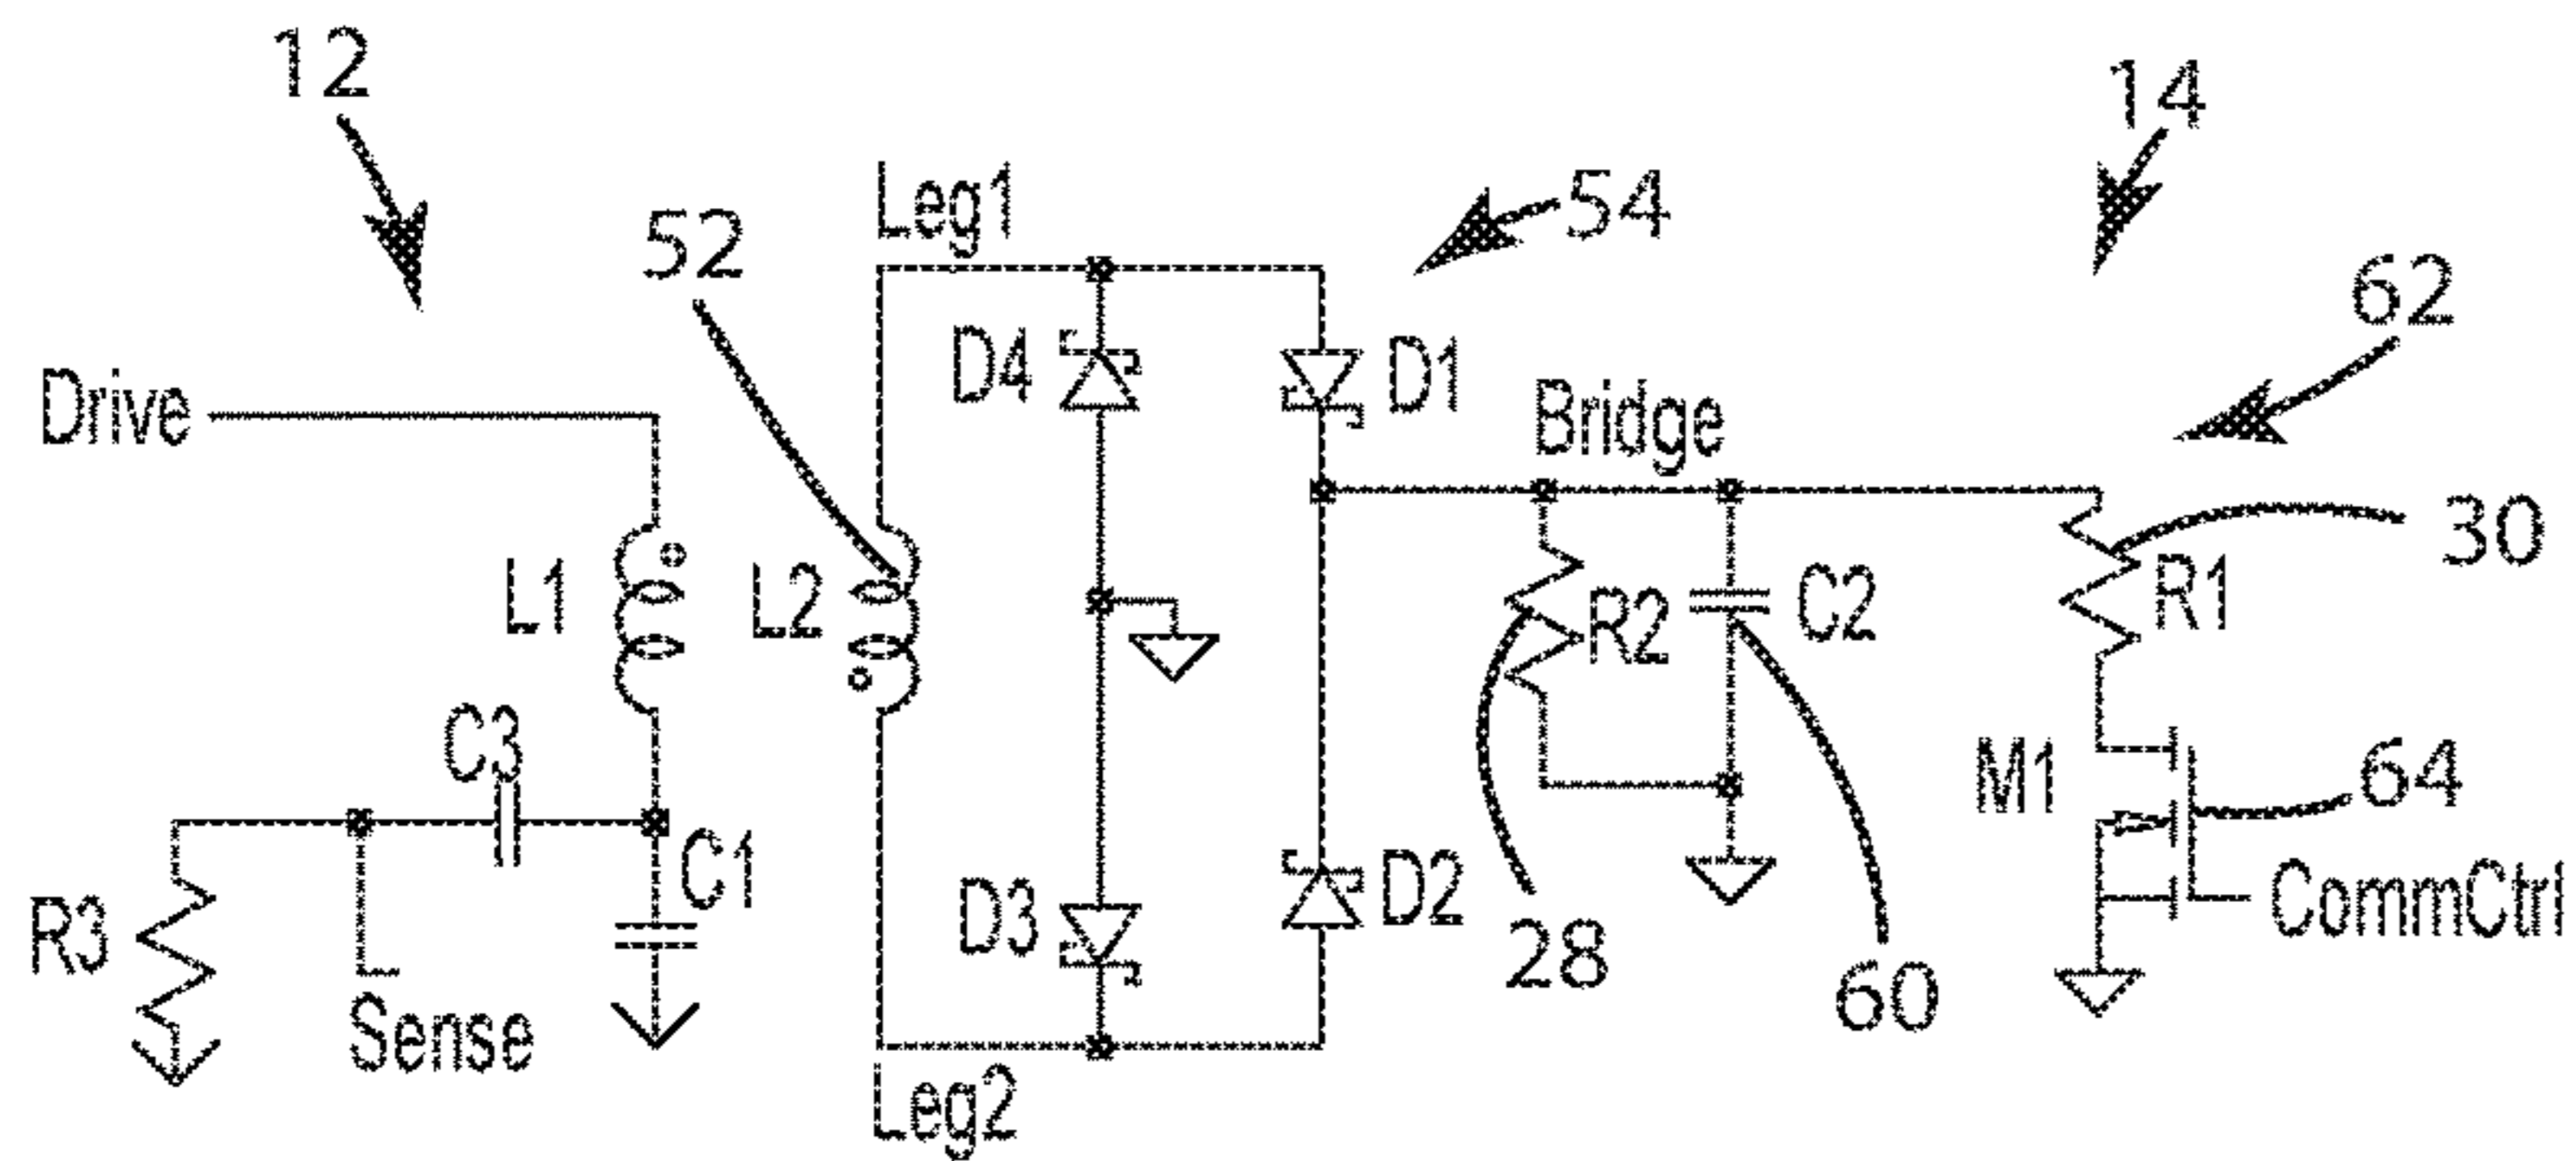 12
14
Leg1
54
52
62
D4
D1
Drive
Bridge
30
L1
L2
R2
C2
R1
C3
M1
64
C1
D2
CommCtrl
R3
D3
28
60
Sense
Leg2